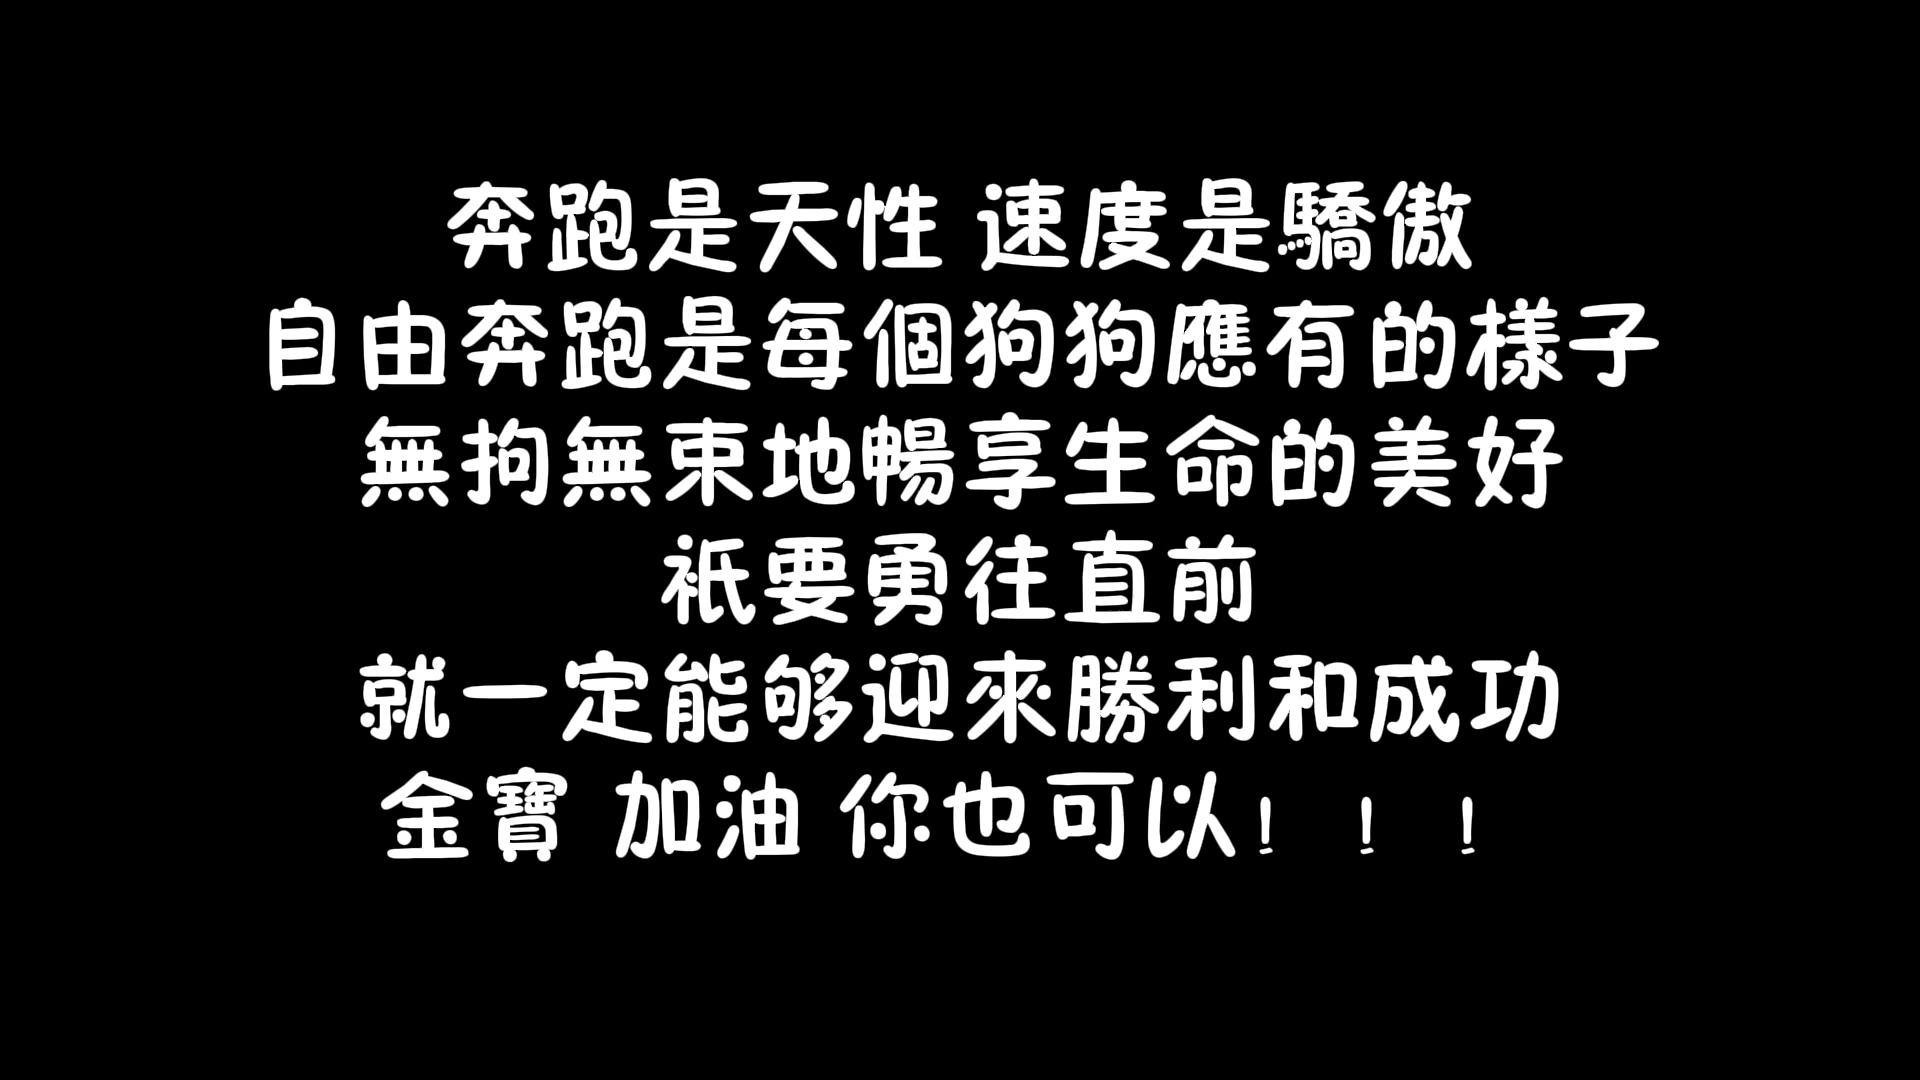 奔跑是天性 速度是驕傲
自由奔跑是每個狗狗應有的樣子
無拘無束地暢享生命的美好
衹要勇往直前
就一定能够迎來勝利和成功
金寶 加油 你也可以！！！